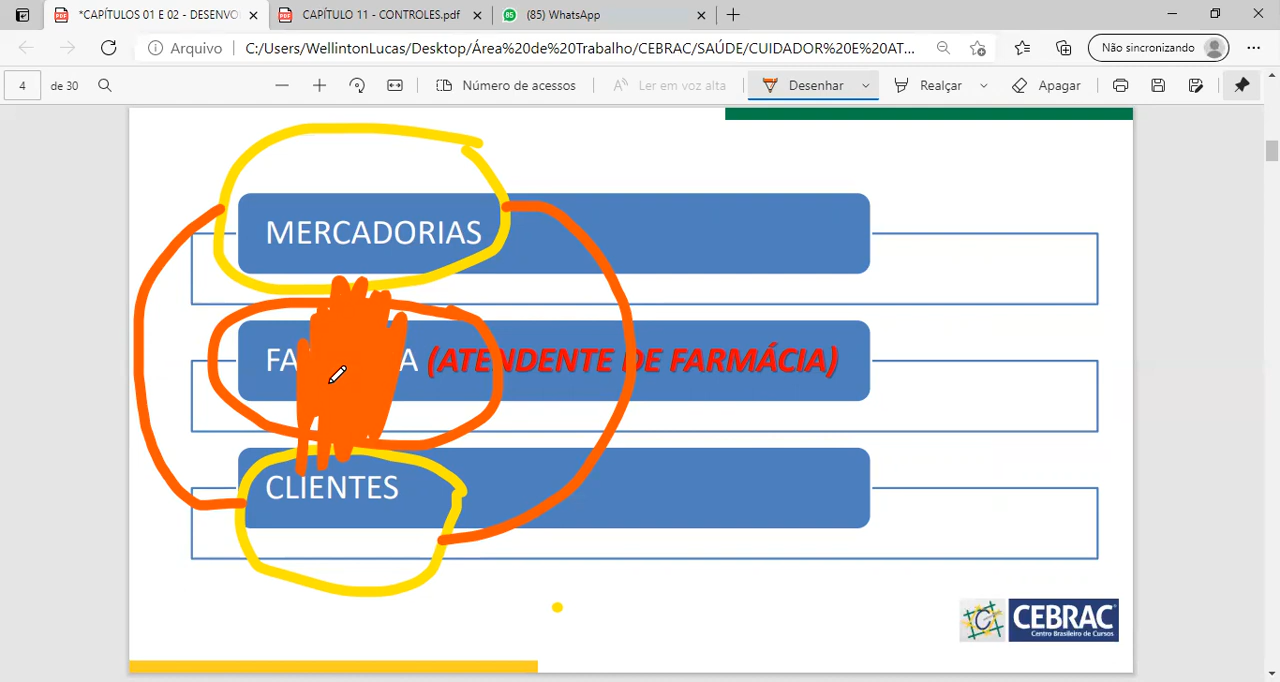 *CAPÍTULOS 01 E 02 - DESENVO
CAPÍTULO 11 - CONTROLES.pdf
(85) WhatsApp
Arquivo
C:/Users/WellintonLucas/Desktop/Área%20de%20Trabalho/CEBRAC/SAÚDE/CUIDADOR%20E%20AT...
Não sincronizando
4 de 30
Número de acessos
Ler em voz alta
Desenhar
Realçar
Apagar
MERCADORIAS
(ATENDENTE DE FARMÁCIA)
CLIENTES
CEBRAC
Centro Brasileiro de Cursos